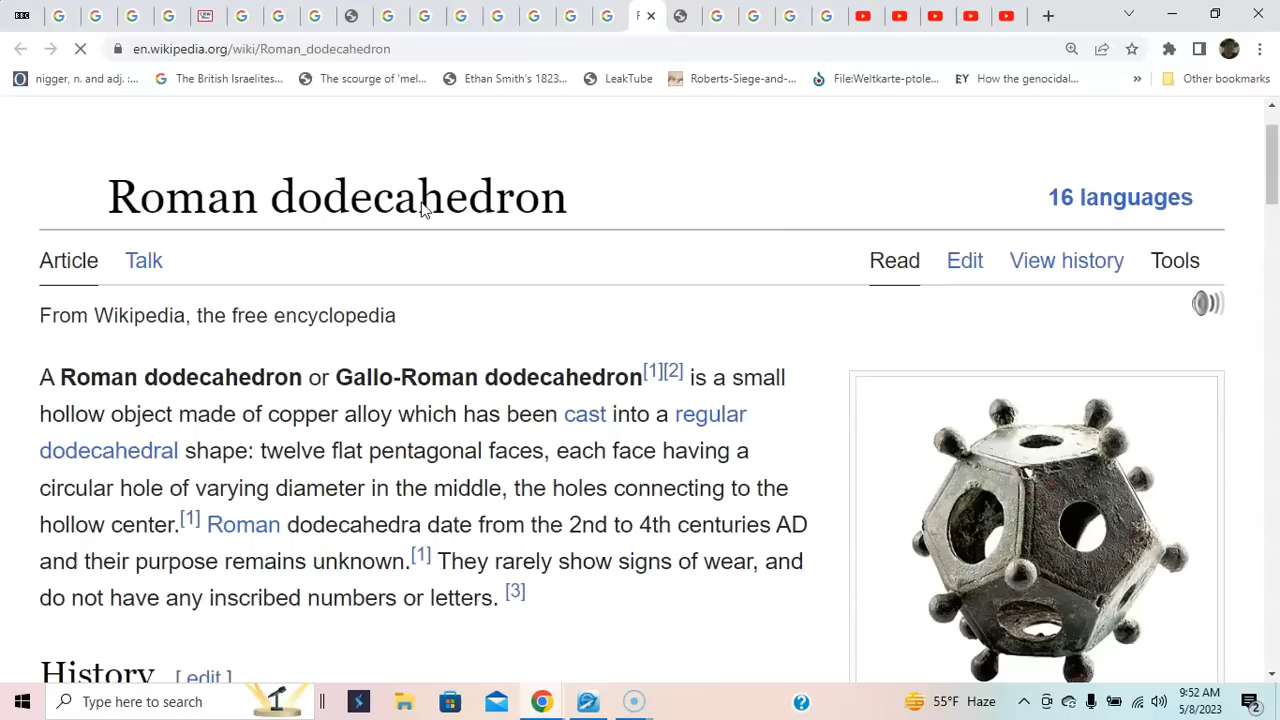 BBC
F
en.wikipedia.org/wiki/Roman_dodecahedron
nigger, n. and adj. :... The British Israelites... The scourge of 'mel... Ethan Smith's 1823... LeakTube Roberts-Siege-and-... File:Weltkarte-ptole... EY How the genocidal... » Other bookmarks
Roman dodecahedron
16 languages
Article Talk Read Edit View history Tools
From Wikipedia, the free encyclopedia
A Roman dodecahedron or Gallo-Roman dodecahedron[1][2] is a small
hollow object made of copper alloy which has been cast into a regular
dodecahedral shape: twelve flat pentagonal faces, each face having a
circular hole of varying diameter in the middle, the holes connecting to the
hollow center.[1] Roman dodecahedra date from the 2nd to 4th centuries AD
and their purpose remains unknown.[1] They rarely show signs of wear, and
do not have any inscribed numbers or letters. [3]
History [ edit ]
Type here to search 55°F Haze 9:52 AM
5/8/2023 2